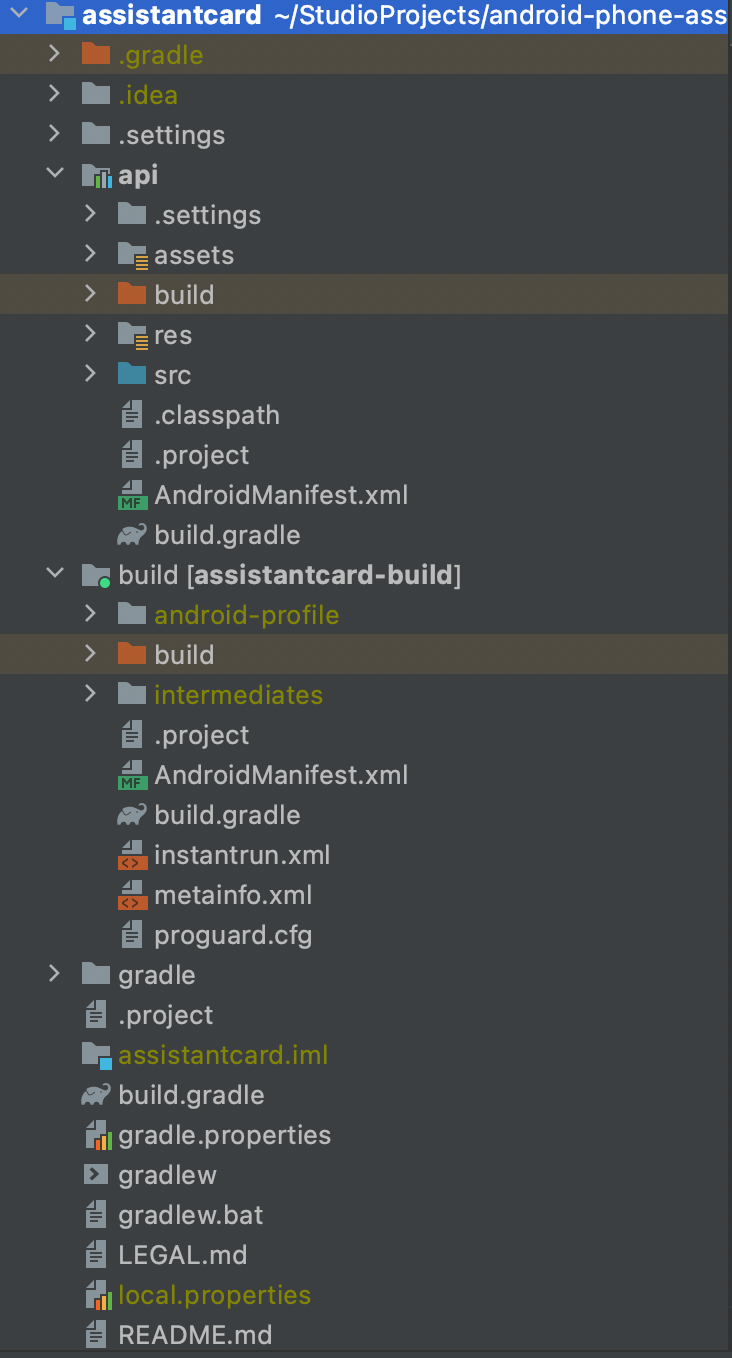 assistantcard ~/StudioProjects/android-phone-ass
.gradle
.idea
.settings
api
.settings
assets
build
res
src
.classpath
.project
MF AndroidManifest.xml
build.gradle
build [assistantcard-build]
android-profile
build
intermediates
.project
MF AndroidManifest.xml
build.gradle
<> instantrun.xml
<> metainfo.xml
proguard.cfg
gradle
.project
assistantcard.iml
build.gradle
gradle.properties
gradlew
gradlew.bat
LEGAL.md
local.properties
README.md